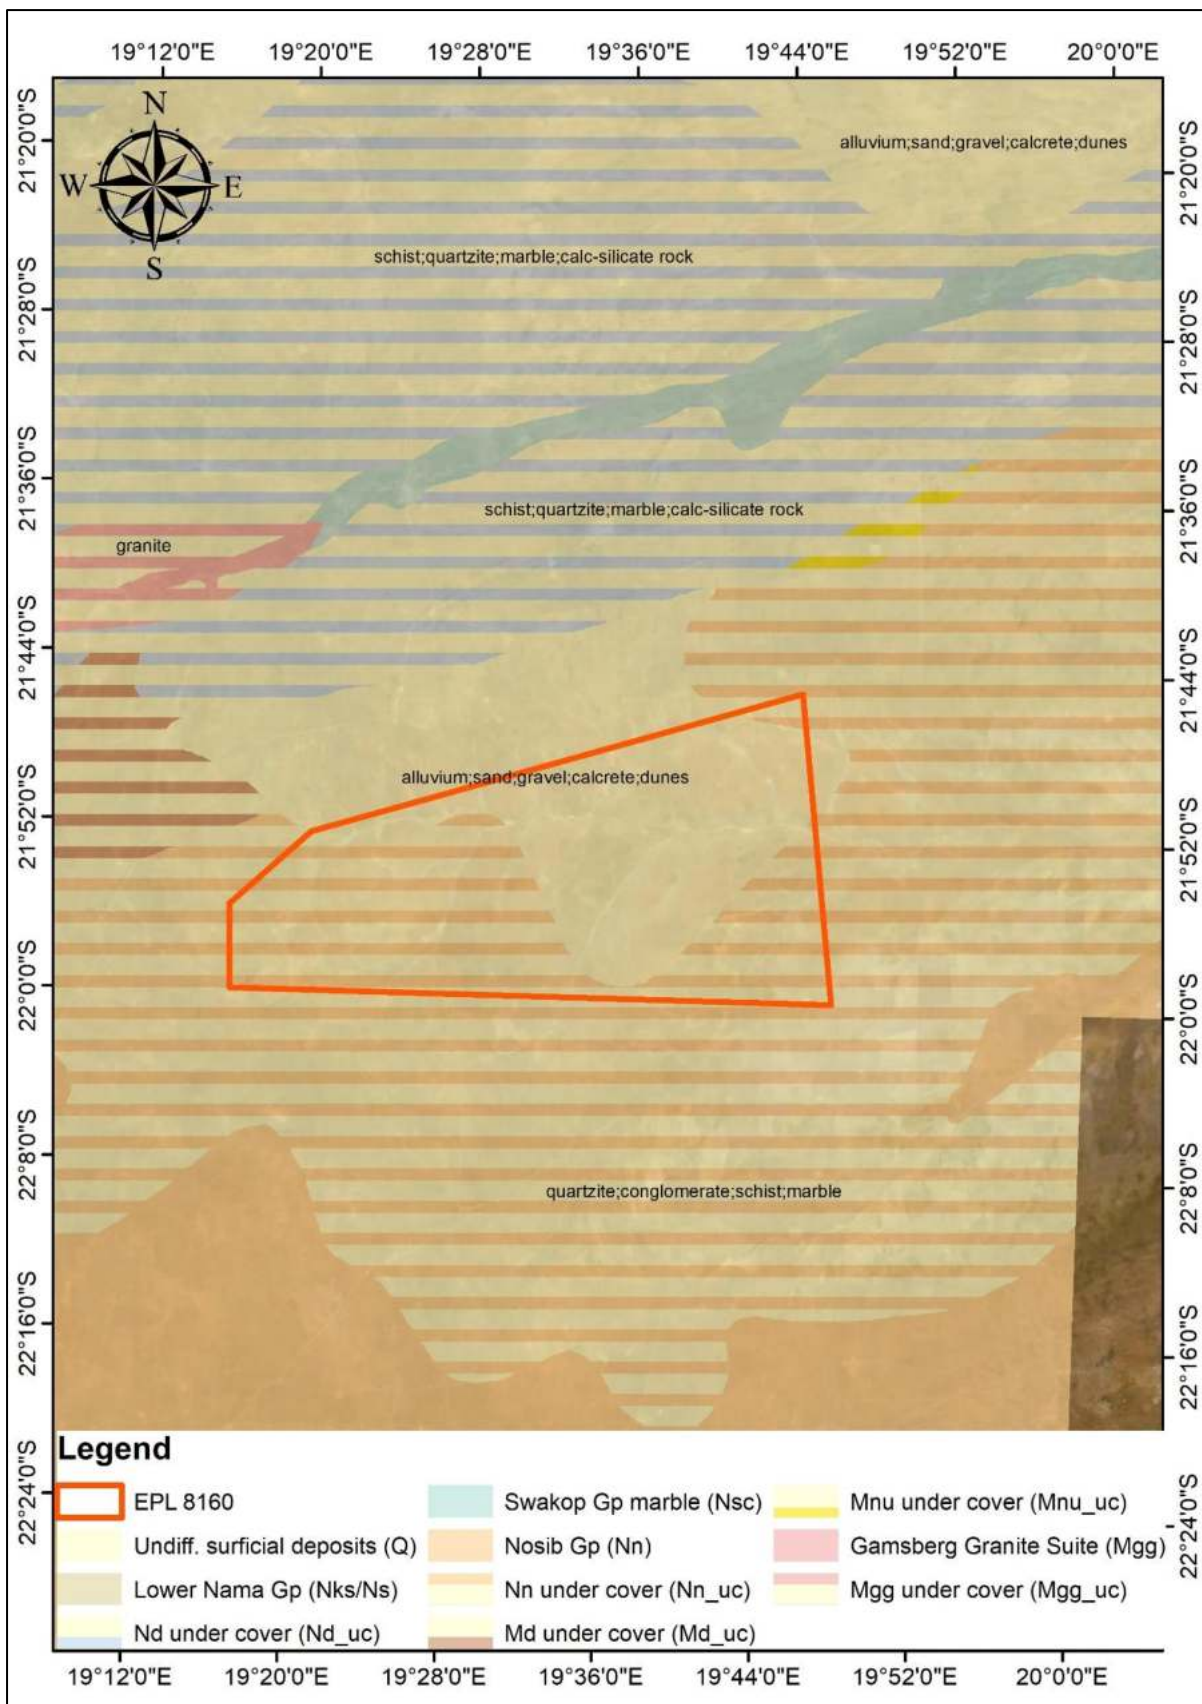 19°12'0"E 19°20'0"E 19°28'0"E 19°36'0"E 19°44'0"E 19°52'0"E 20°0'0"E
N
W E
S
21°20'0"S
21°20'0"S
alluvium;sand;gravel;calcrete;dunes
schist;quartzite;marble;calc-silicate rock
21°28'0"S
21°28'0"S
21°36'0"S
21°36'0"S
schist;quartzite;marble;calc-silicate rock
granite
21°44'0"S
21°44'0"S
alluvium;sand;gravel;calcrete;dunes
21°52'0"S
21°52'0"S
22°0'0"S
22°0'0"S
22°8'0"S
22°8'0"S
quartzite;conglomerate;schist;marble
22°16'0"S
22°16'0"S
22°24'0"S
22°24'0"S
Legend
EPL 8160
Undiff. surficial deposits (Q)
Lower Nama Gp (Nks/Ns)
Nd under cover (Nd_uc)
Swakop Gp marble (Nsc)
Nosib Gp (Nn)
Nn under cover (Nn_uc)
Md under cover (Md_uc)
Mnu under cover (Mnu_uc)
Gamsberg Granite Suite (Mgg)
Mgg under cover (Mgg_uc)
19°12'0"E 19°20'0"E 19°28'0"E 19°36'0"E 19°44'0"E 19°52'0"E 20°0'0"E